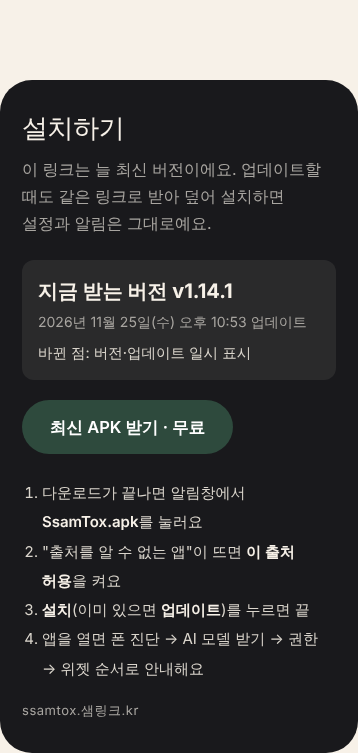 설치하기
이 링크는 늘 최신 버전이에요. 업데이트할
때도 같은 링크로 받아 덮어 설치하면
설정과 알림은 그대로예요.
지금 받는 버전 v1.14.1
2026년 11월 25일(수) 오후 10:53 업데이트
바뀐 점: 버전·업데이트 일시 표시
최신 APK 받기 · 무료
1. 다운로드가 끝나면 알림창에서
SsamTox.apk를 눌러요
2. "출처를 알 수 없는 앱"이 뜨면 이 출처
허용을 켜요
3. 설치(이미 있으면 업데이트)를 누르면 끝
4. 앱을 열면 폰 진단 → AI 모델 받기 → 권한
→ 위젯 순서로 안내해요
ssamtox.샘링크.kr